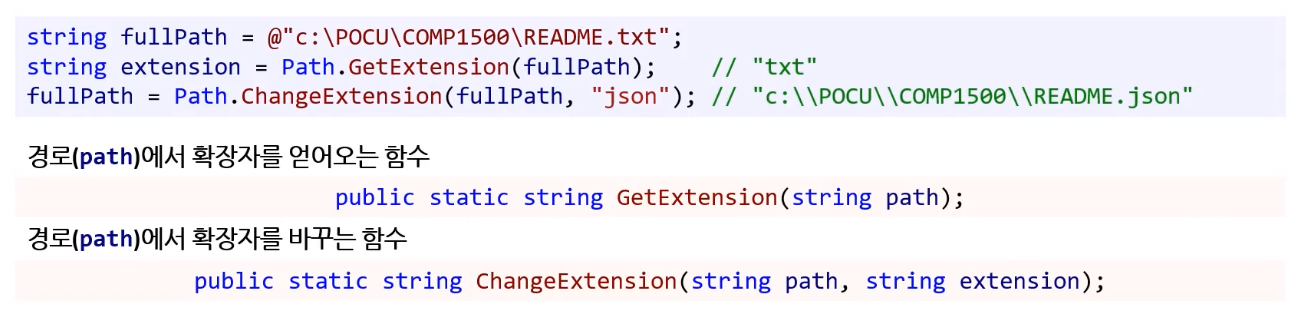 string fullPath = @"c:\POCU\COMP1500\README.txt";
string extension = Path.GetExtension(fullPath);    // "txt"
fullPath = Path.ChangeExtension(fullPath, "json"); // "c:\\POCU\\COMP1500\\README.json"
경로(path)에서 확장자를 얻어오는 함수
public static string GetExtension(string path);
경로(path)에서 확장자를 바꾸는 함수
public static string ChangeExtension(string path, string extension);